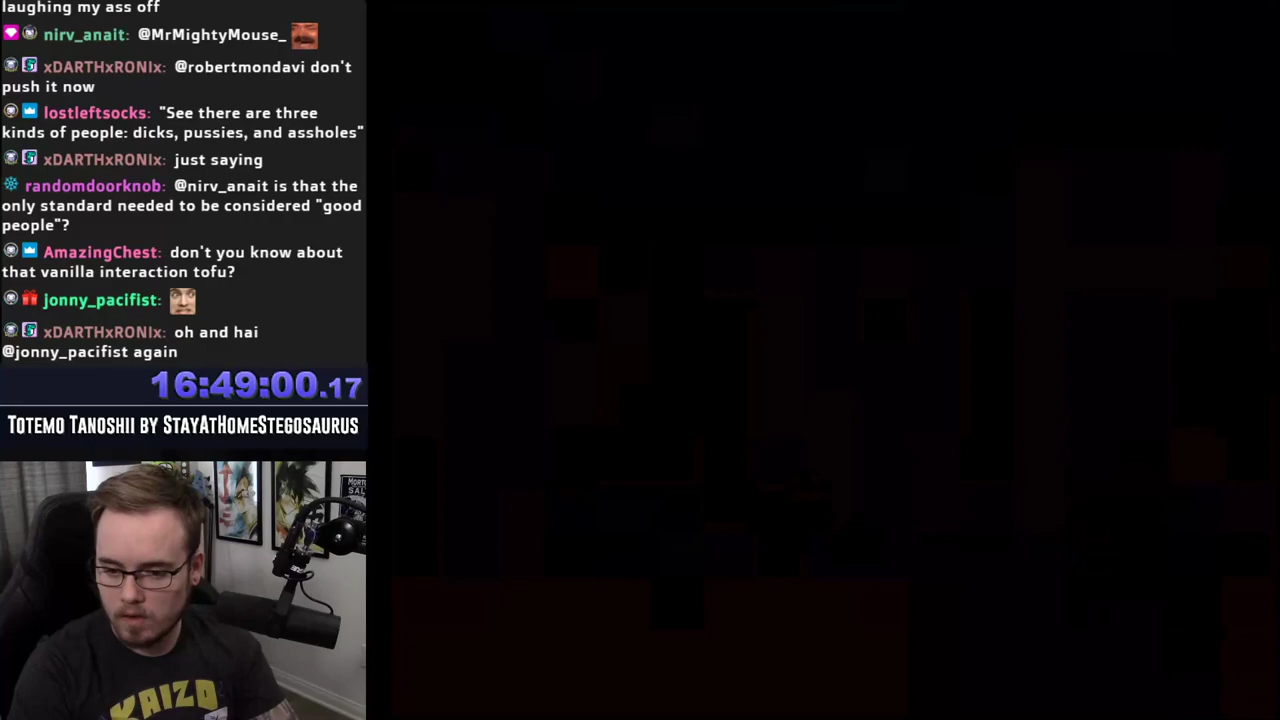 laughing my ass off
nirv_anait: @MrMightyMouse_
xDARTHxRONIx: @robertmondavi don't
push it now
lostleftsocks: "See there are three
kinds of people: dicks, pussies, and assholes"
xDARTHxRONIx: just saying
randomdoorknob: @nirv_anait is that the
only standard needed to be considered "good
people"?
AmazingChest: don't you know about
that vanilla interaction tofu?
jonny_pacifist:
xDARTHxRONIx: oh and hai
@jonny_pacifist again
16:49:00.17
TOTEMO TANOSHII BY STAYATHOMESTEGOSAURUS
KAIZO